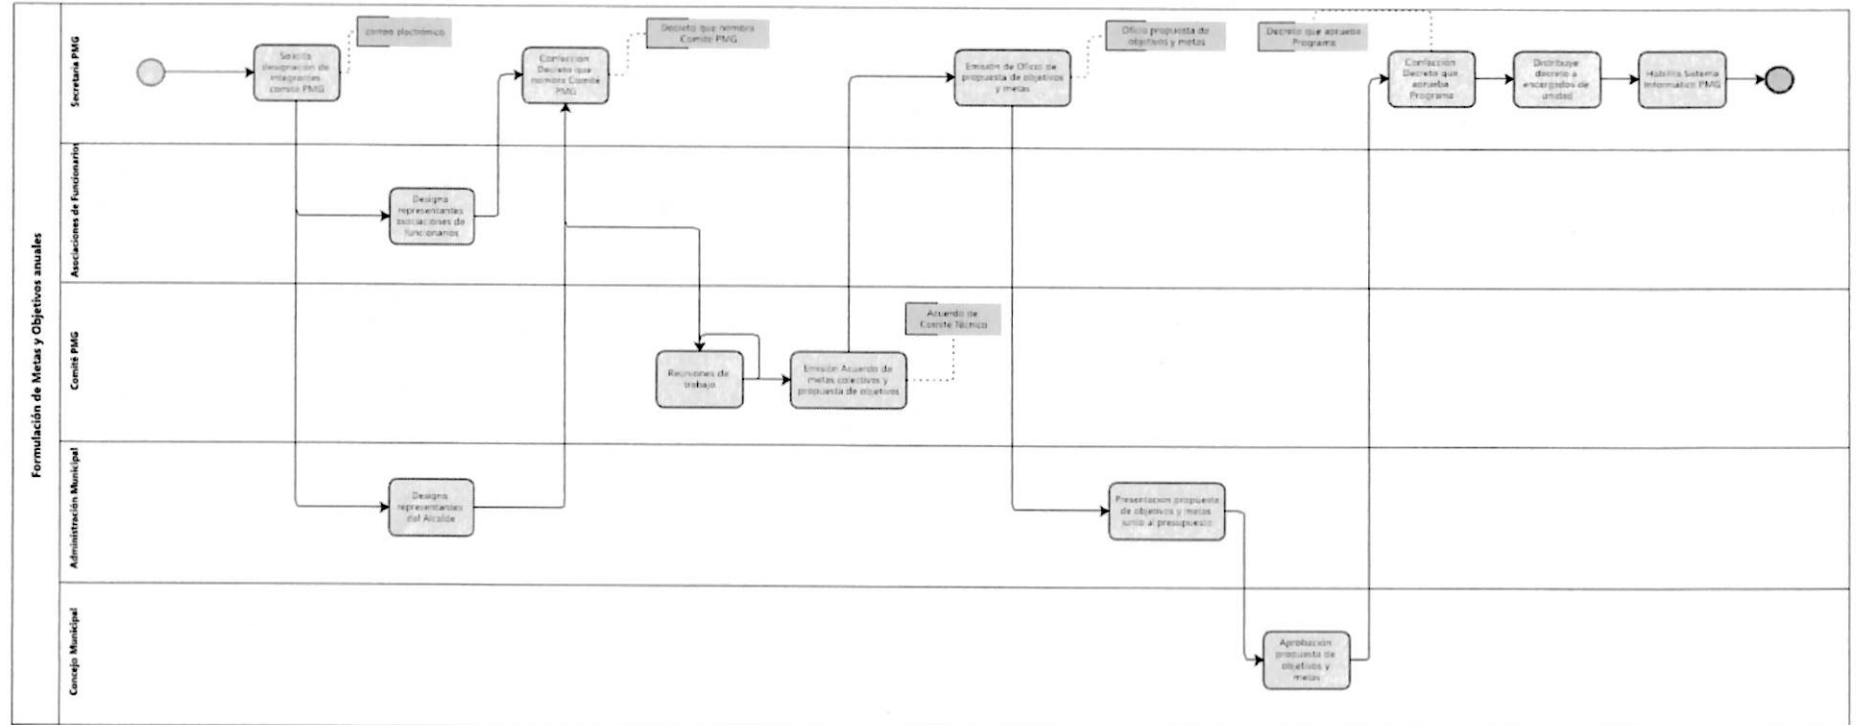 Formulación de Metas y Objetivos anuales
Secretaria PMG
Solicita
designación de
integrantes
comité PMG
correo electrónico
Confección
Decreto que
nombra Comité
PMG
Decreto que nombra
Comité PMG
Emisión de Oficio de
propuesta de objetivos
y metas
Oficio propuesta de
objetivos y metas
Decreto que aprueba
Programa
Confección
Decreto que
aprueba
Programa
Distribuye
decreto a
encargados de
unidad
Habilita Sistema
Informatico PMG
Asociaciones de Funcionarios
Designa
representantes
asociaciones de
funcionarios
Comité PMG
Reuniones de
trabajo
Emisión Acuerdo de
metas colectivos y
propuesta de objetivos
Acuerdo de
Comité Técnico
Administración Municipal
Designa
representantes
del Alcalde
Presentación propuesta
de objetivos y metas
junto al presupuesto
Concejo Municipal
Aprobación
propuesta de
objetivos y
metas